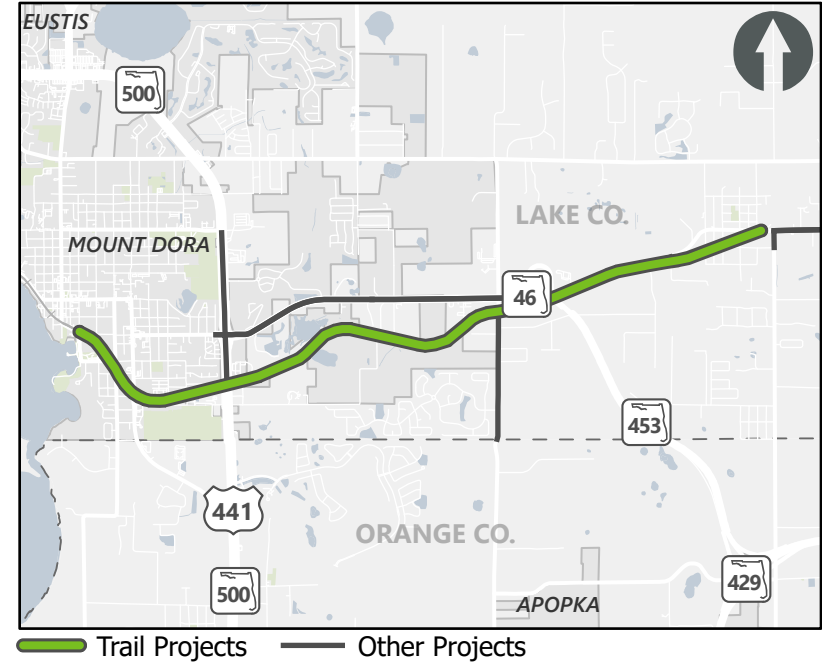 EUSTIS
500
LAKE CO.
MOUNT DORA
46
453
441
ORANGE CO.
429
500
APOPKA
Trail Projects
Other Projects